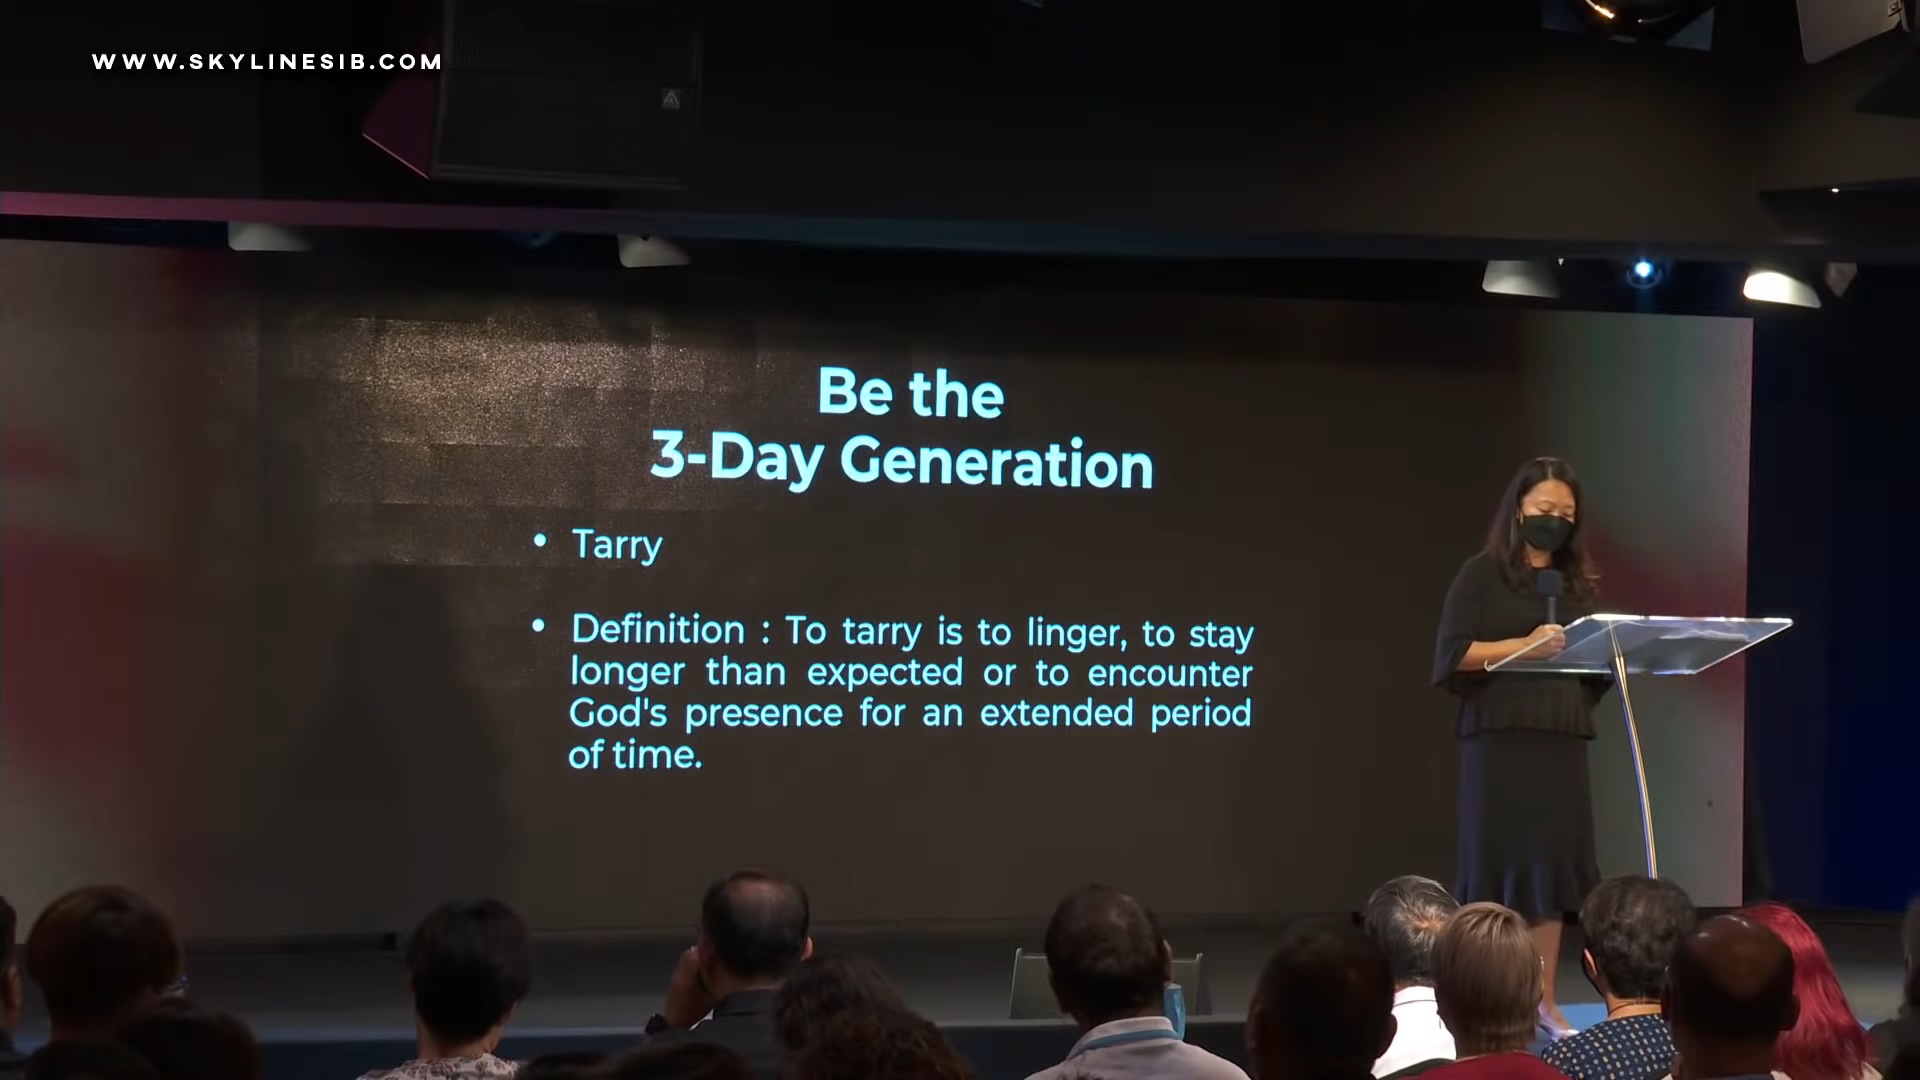 WWW.SKYLINESIB.COM
Be the
3-Day Generation
• Tarry
• Definition : To tarry is to linger, to stay
longer than expected or to encounter
God's presence for an extended period
of time.